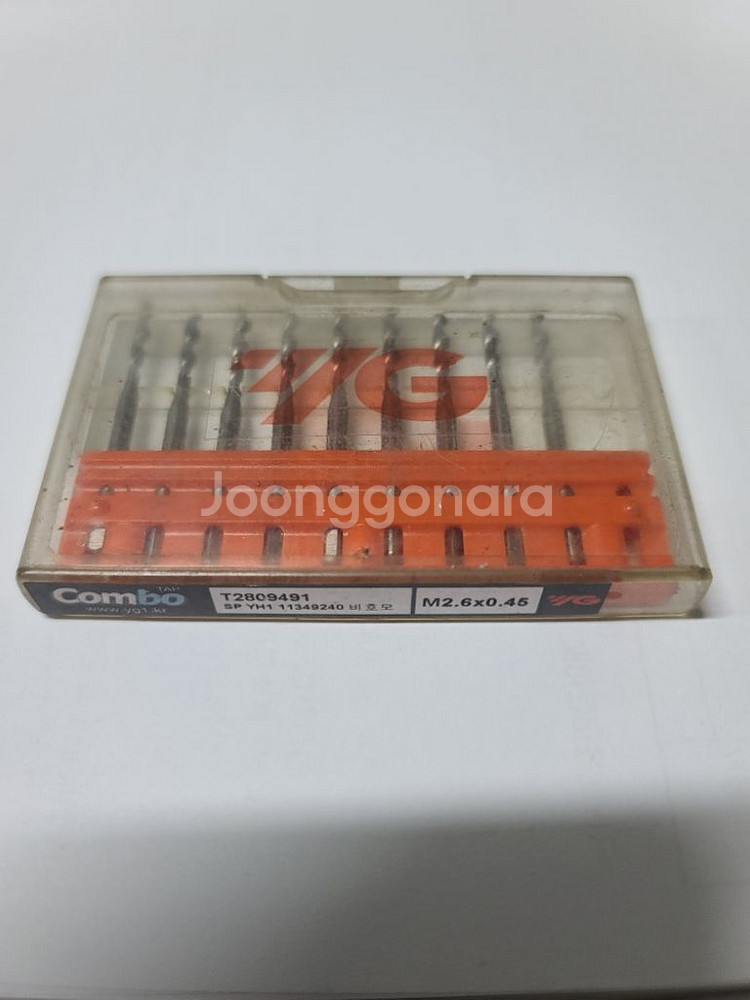 YG
Joonggonara
Combo TAP
www.yg1.kr
T2809491
SP YH1 11349240 비 호 모
M2.6x0.45
YG